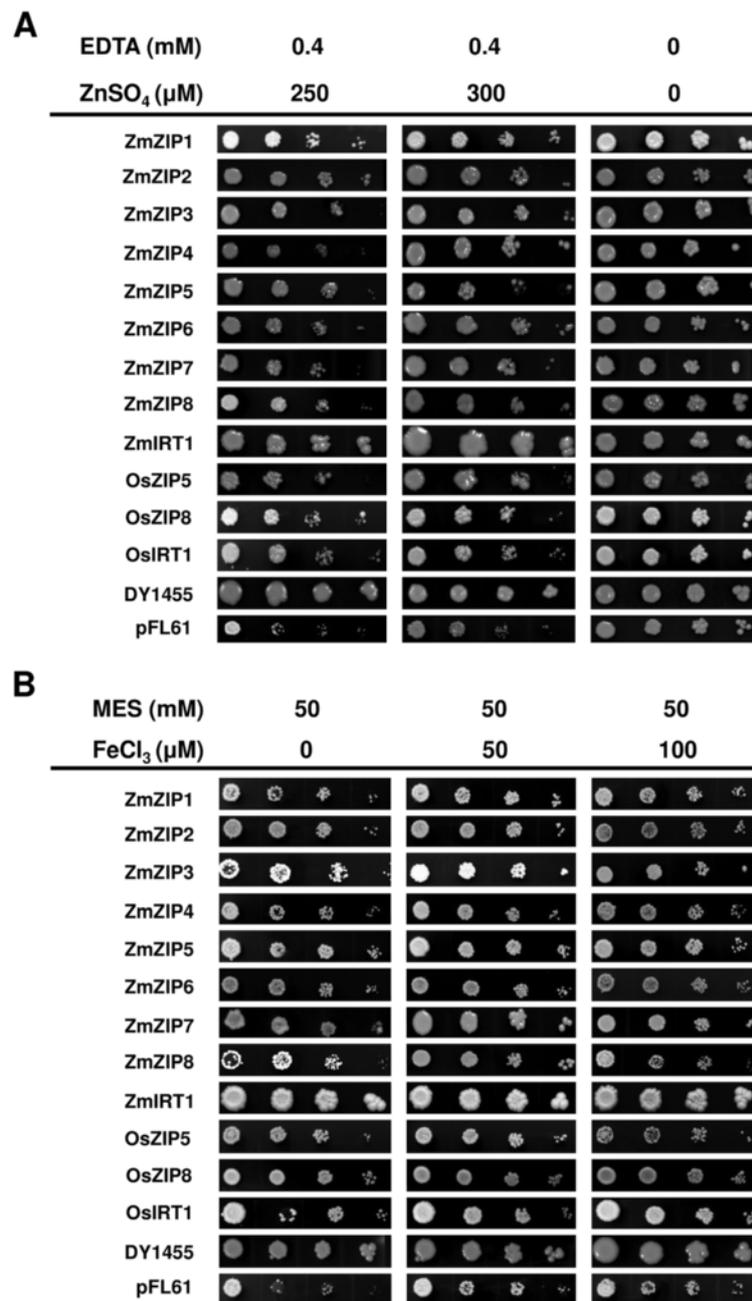 A
EDTA (mM) 0.4 0.4 0
ZnSO4 (µM) 250 300 0
ZmZIP1
ZmZIP2
ZmZIP3
ZmZIP4
ZmZIP5
ZmZIP6
ZmZIP7
ZmZIP8
ZmIRT1
OsZIP5
OsZIP8
OsIRT1
DY1455
pFL61
B
MES (mM) 50 50 50
FeCl3 (µM) 0 50 100
ZmZIP1
ZmZIP2
ZmZIP3
ZmZIP4
ZmZIP5
ZmZIP6
ZmZIP7
ZmZIP8
ZmIRT1
OsZIP5
OsZIP8
OsIRT1
DY1455
pFL61